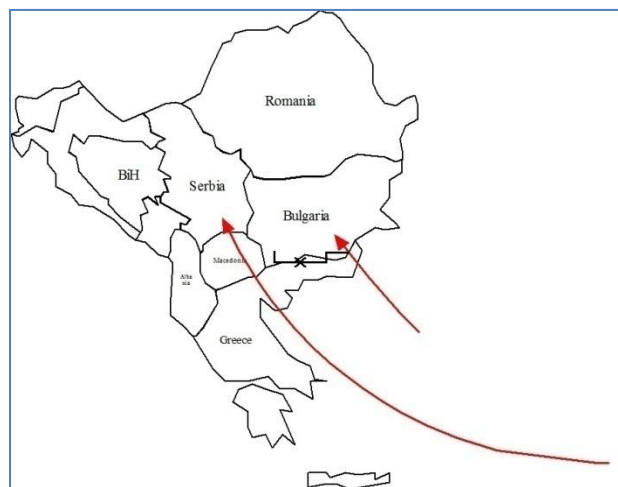 Romania
BiH
Serbia
Bulgaria
Macedonia
Alba
nia
Greece